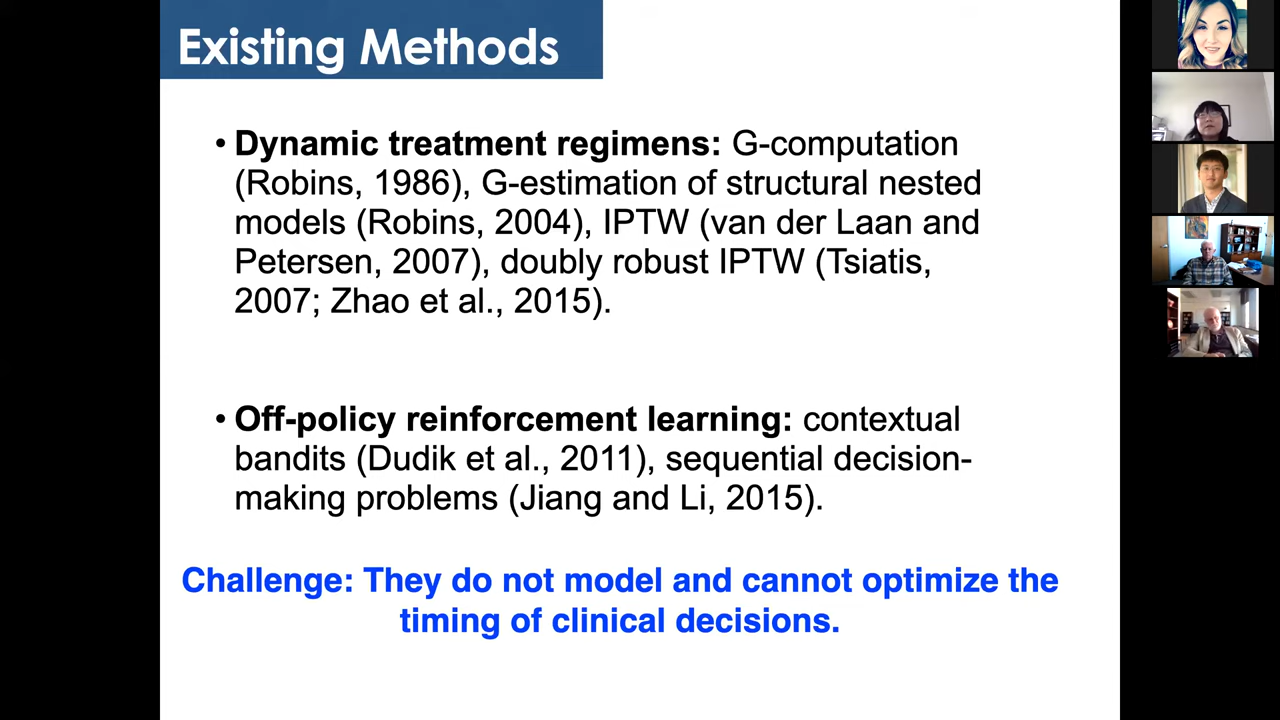 Existing Methods
• Dynamic treatment regimens: G-computation
(Robins, 1986), G-estimation of structural nested
models (Robins, 2004), IPTW (van der Laan and
Petersen, 2007), doubly robust IPTW (Tsiatis,
2007; Zhao et al., 2015).
• Off-policy reinforcement learning: contextual
bandits (Dudik et al., 2011), sequential decision-
making problems (Jiang and Li, 2015).
Challenge: They do not model and cannot optimize the
timing of clinical decisions.